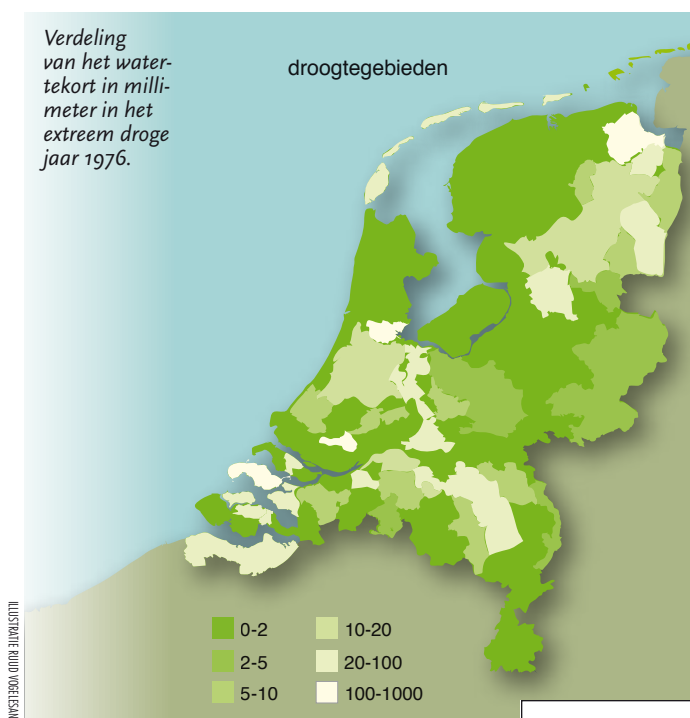 Verdeling
van het water-
tekort in milli-
meter in het
extreem droge
jaar 1976.
droogtegebieden
0-2
2-5
5-10
10-20
20-100
100-1000
ILLUSTRATIE RUUD VOGELESAN